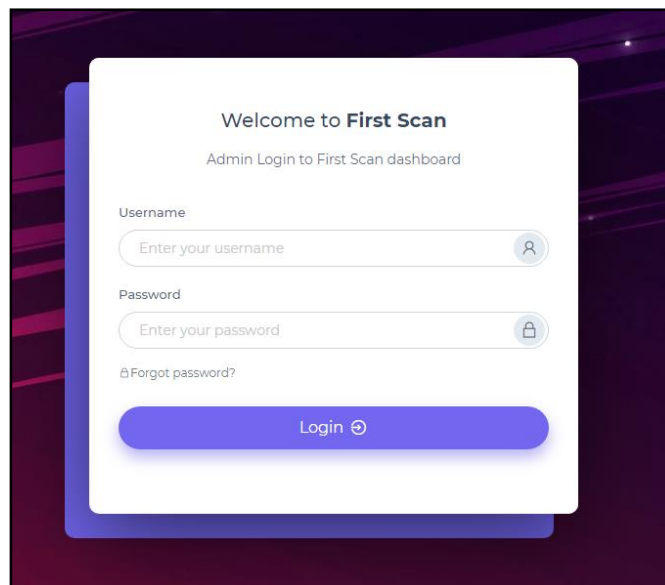 Welcome to First Scan
Admin Login to First Scan dashboard
Username
Enter your username
Password
Enter your password
Forgot password?
Login